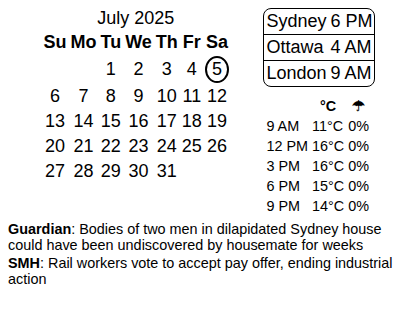 July 2025
Su Mo Tu We Th Fr Sa
1 2 3 4 5
6 7 8 9 10 11 12
13 14 15 16 17 18 19
20 21 22 23 24 25 26
27 28 29 30 31
Sydney 6 PM
Ottawa 4 AM
London 9 AM
°C ☂
9 AM 11°C 0%
12 PM 16°C 0%
3 PM 16°C 0%
6 PM 15°C 0%
9 PM 14°C 0%
Guardian: Bodies of two men in dilapidated Sydney house
could have been undiscovered by housemate for weeks
SMH: Rail workers vote to accept pay offer, ending industrial
action